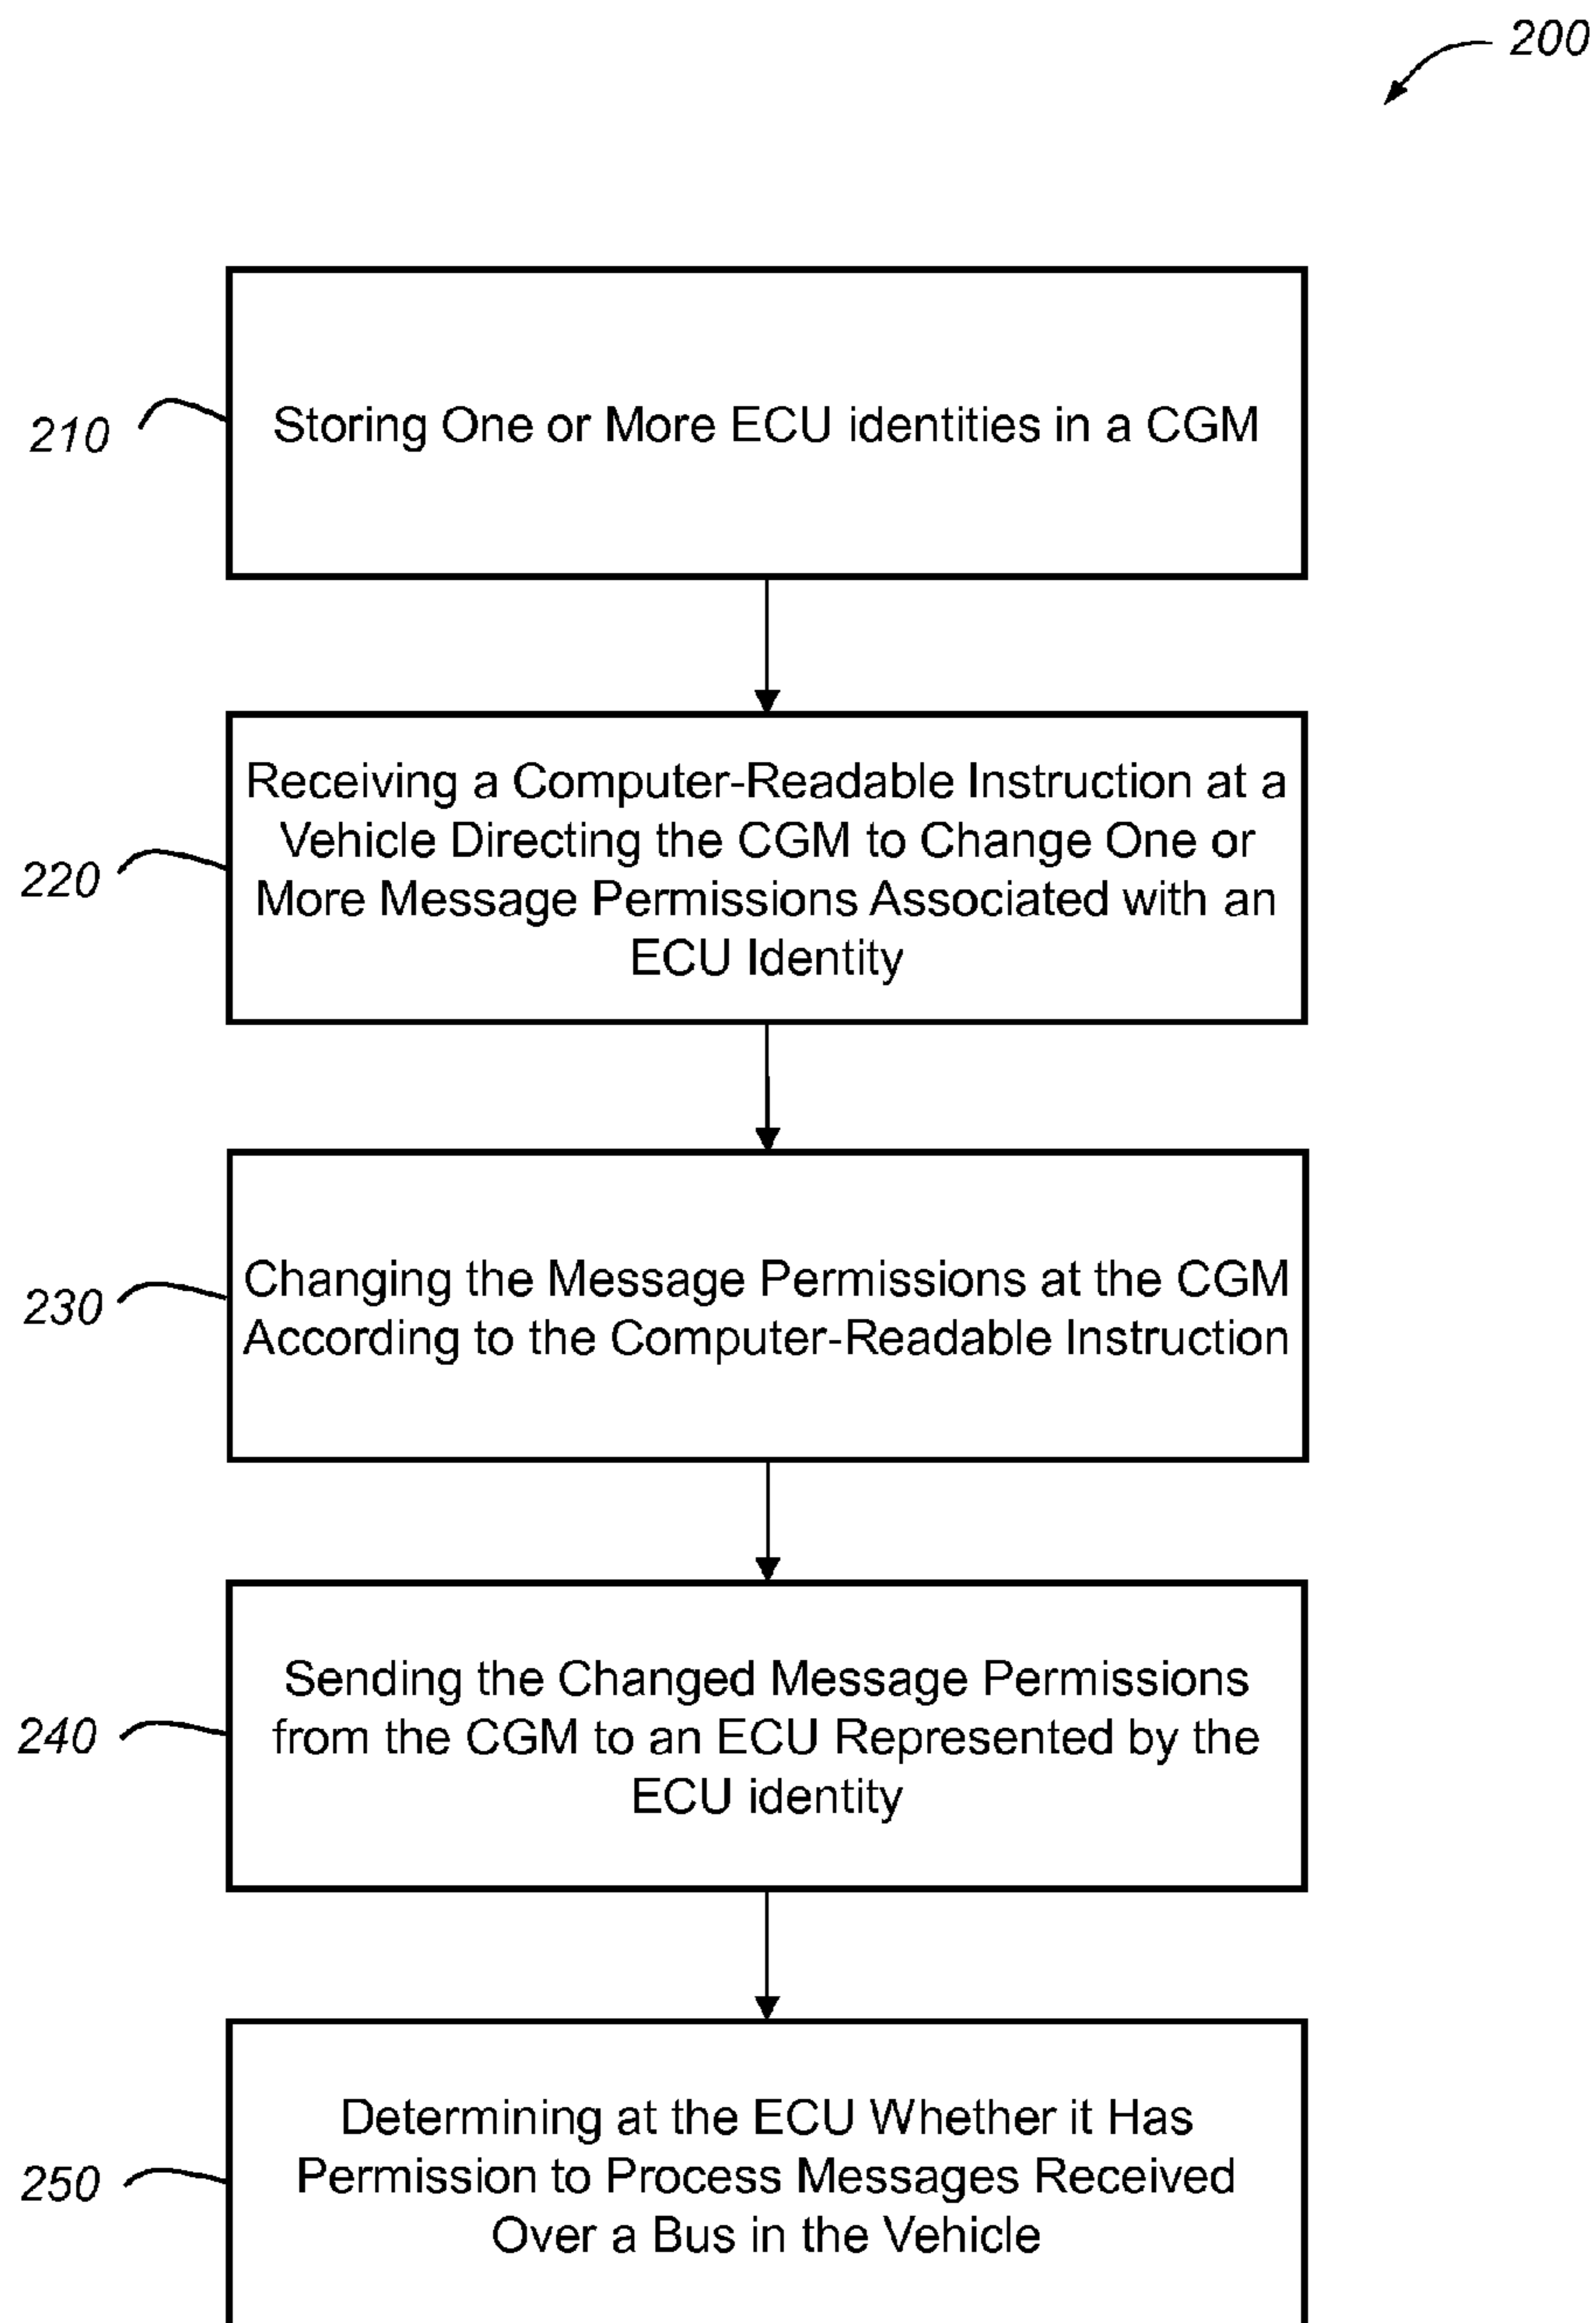 200
210
Storing One or More ECU identities in a CGM
220
Receiving a Computer-Readable Instruction at a
Vehicle Directing the CGM to Change One or
More Message Permissions Associated with an
ECU Identity
230
Changing the Message Permissions at the CGM
According to the Computer-Readable Instruction
240
Sending the Changed Message Permissions
from the CGM to an ECU Represented by the
ECU identity
250
Determining at the ECU Whether it Has
Permission to Process Messages Received
Over a Bus in the Vehicle